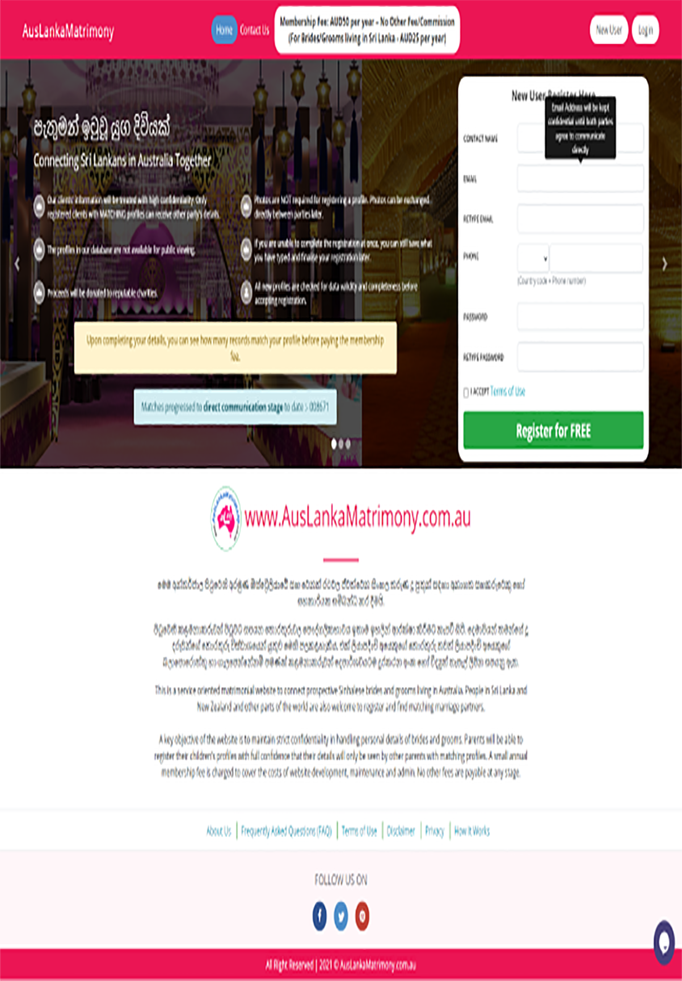 AusLankaMatrimony
Home
Contact Us
Membership Fee: AUD50 per year – No Other Fee/Commission
(For Brides/Grooms living in Sri Lanka - AUD25 per year)
New User
Login
පැතුමන් ඉටුවූ යුග දිවියක්
Connecting Sri Lankans in Australia Together
Our clients' information will be treated with high confidentiality. Only
registered clients with MATCHING profiles can receive other party's details.
The profiles in our database are not available for public viewing.
Proceeds will be donated to reputable charities.
Photos are NOT required for registering a profile. Photos can be exchanged
directly between parties later.
If you are unable to complete the registration at once, you can still save what
you have typed and finalise your registration later.
All new profiles are checked for data validity and completeness before
accepting registration.
Upon completing your details, you can see how many records match your profile before paying the membership
fee.
Matches progressed to direct communication stage to date :- 008671
New User Register Here
Email Address will be kept
confidential until both parties
agree to communicate
directly
CONTACT NAME
EMAIL
RETYPE EMAIL
PHONE
(Country code + Phone number)
PASSWORD
RETYPE PASSWORD
I ACCEPT Terms of Use
Register for FREE
www.AusLankaMatrimony.com.au
This is a service oriented matrimonial website to connect prospective Sinhalese brides and grooms living in Australia. People in Sri Lanka and
New Zealand and other parts of the world are also welcome to register and find matching marriage partners.
A key objective of the website is to maintain strict confidentiality in handling personal details of brides and grooms. Parents will be able to
register their children's profiles with full confidence that their details will only be seen by other parents with matching profiles. A small annual
membership fee is charged to cover the costs of website development, maintenance and admin. No other fees are payable at any stage.
About Us
Frequently Asked Questions (FAQ)
Terms of Use
Disclaimer
Privacy
How It Works
FOLLOW US ON
All Right Reserved | 2021 © AusLankaMatrimony.com.au